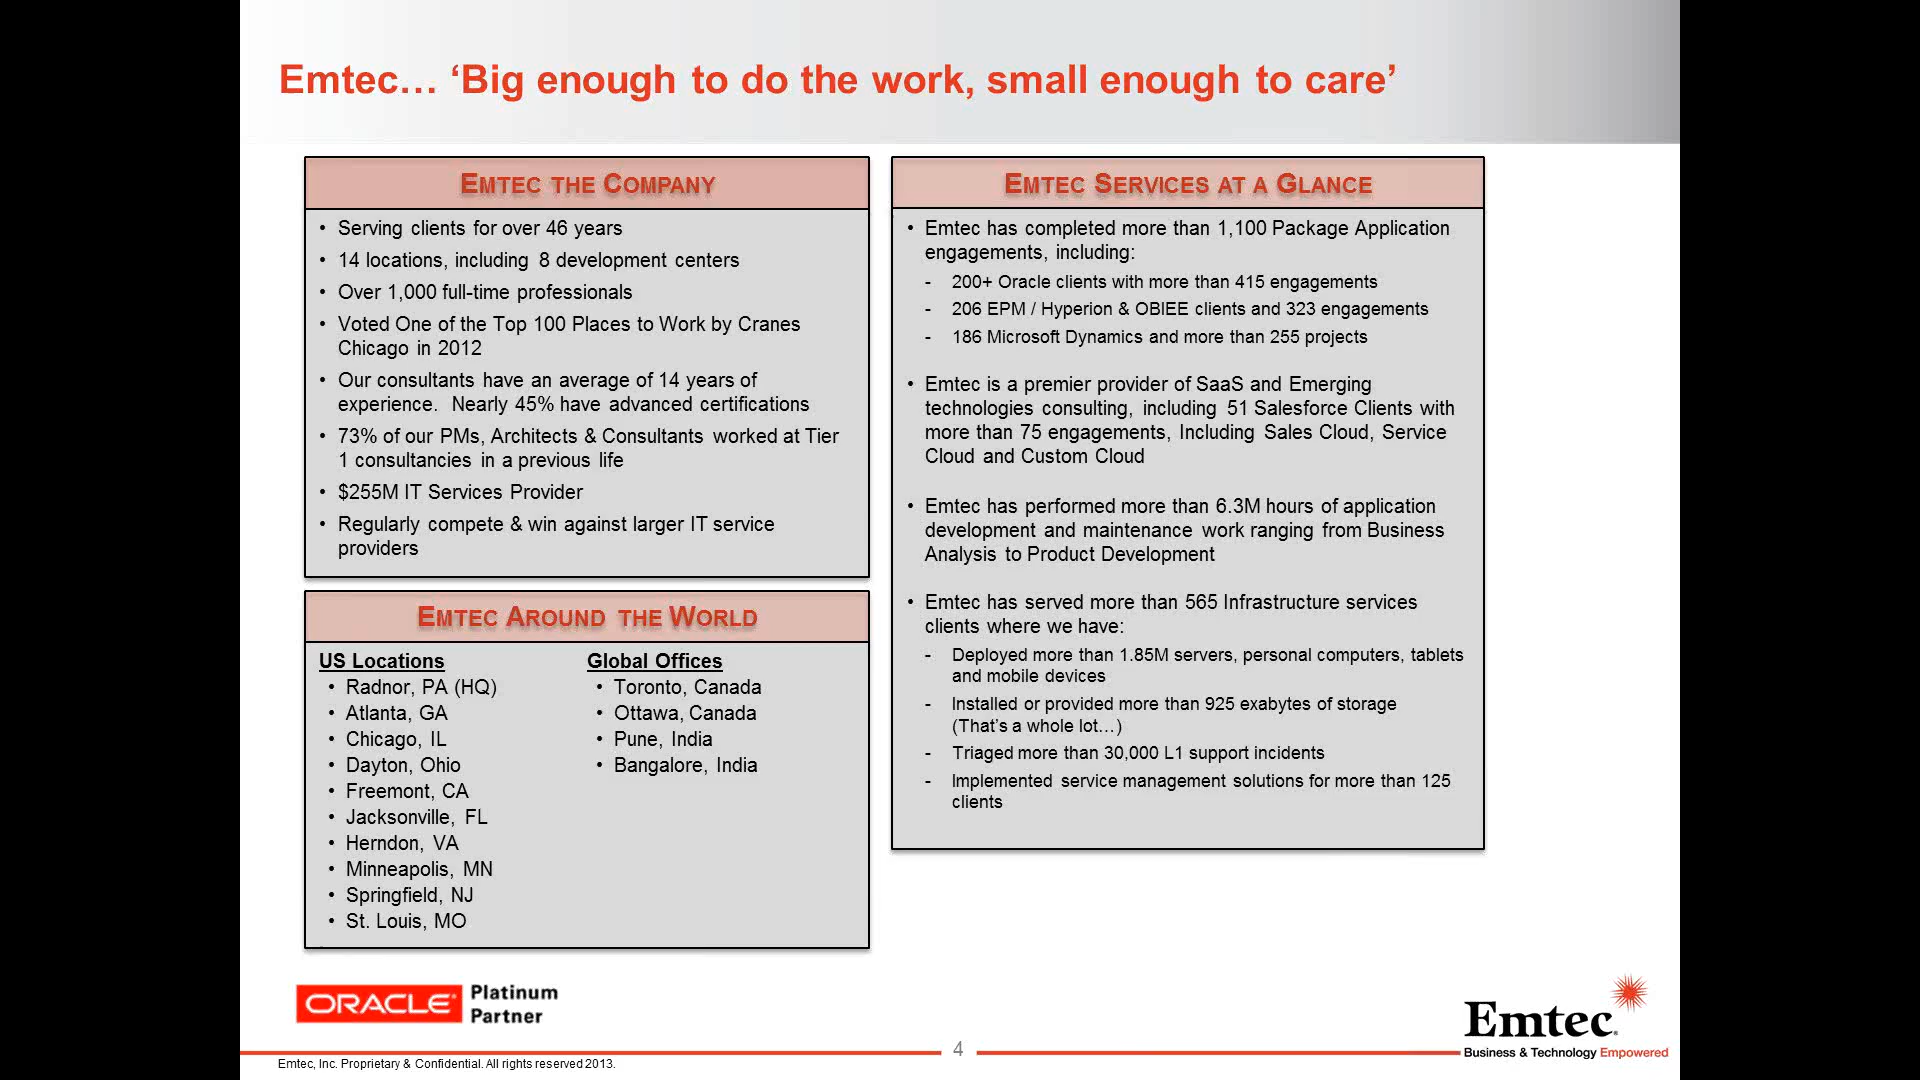 Emtec… ‘Big enough to do the work, small enough to care’
EMTEC THE COMPANY
• Serving clients for over 46 years
• 14 locations, including 8 development centers
• Over 1,000 full-time professionals
• Voted One of the Top 100 Places to Work by Cranes
Chicago in 2012
• Our consultants have an average of 14 years of
experience. Nearly 45% have advanced certifications
• 73% of our PMs, Architects & Consultants worked at Tier
1 consultancies in a previous life
• $255M IT Services Provider
• Regularly compete & win against larger IT service
providers
EMTEC AROUND THE WORLD
US Locations
• Radnor, PA (HQ)
• Atlanta, GA
• Chicago, IL
• Dayton, Ohio
• Freemont, CA
• Jacksonville, FL
• Herndon, VA
• Minneapolis, MN
• Springfield, NJ
• St. Louis, MO
Global Offices
• Toronto, Canada
• Ottawa, Canada
• Pune, India
• Bangalore, India
EMTEC SERVICES AT A GLANCE
• Emtec has completed more than 1,100 Package Application
engagements, including:
- 200+ Oracle clients with more than 415 engagements
- 206 EPM / Hyperion & OBIEE clients and 323 engagements
- 186 Microsoft Dynamics and more than 255 projects
• Emtec is a premier provider of SaaS and Emerging
technologies consulting, including 51 Salesforce Clients with
more than 75 engagements, Including Sales Cloud, Service
Cloud and Custom Cloud
• Emtec has performed more than 6.3M hours of application
development and maintenance work ranging from Business
Analysis to Product Development
• Emtec has served more than 565 Infrastructure services
clients where we have:
- Deployed more than 1.85M servers, personal computers, tablets
and mobile devices
- Installed or provided more than 925 exabytes of storage
(That’s a whole lot…)
- Triaged more than 30,000 L1 support incidents
- Implemented service management solutions for more than 125
clients
ORACLE Platinum
Partner
Emtec
Business & Technology Empowered
4
Emtec, Inc. Proprietary & Confidential. All rights reserved 2013.